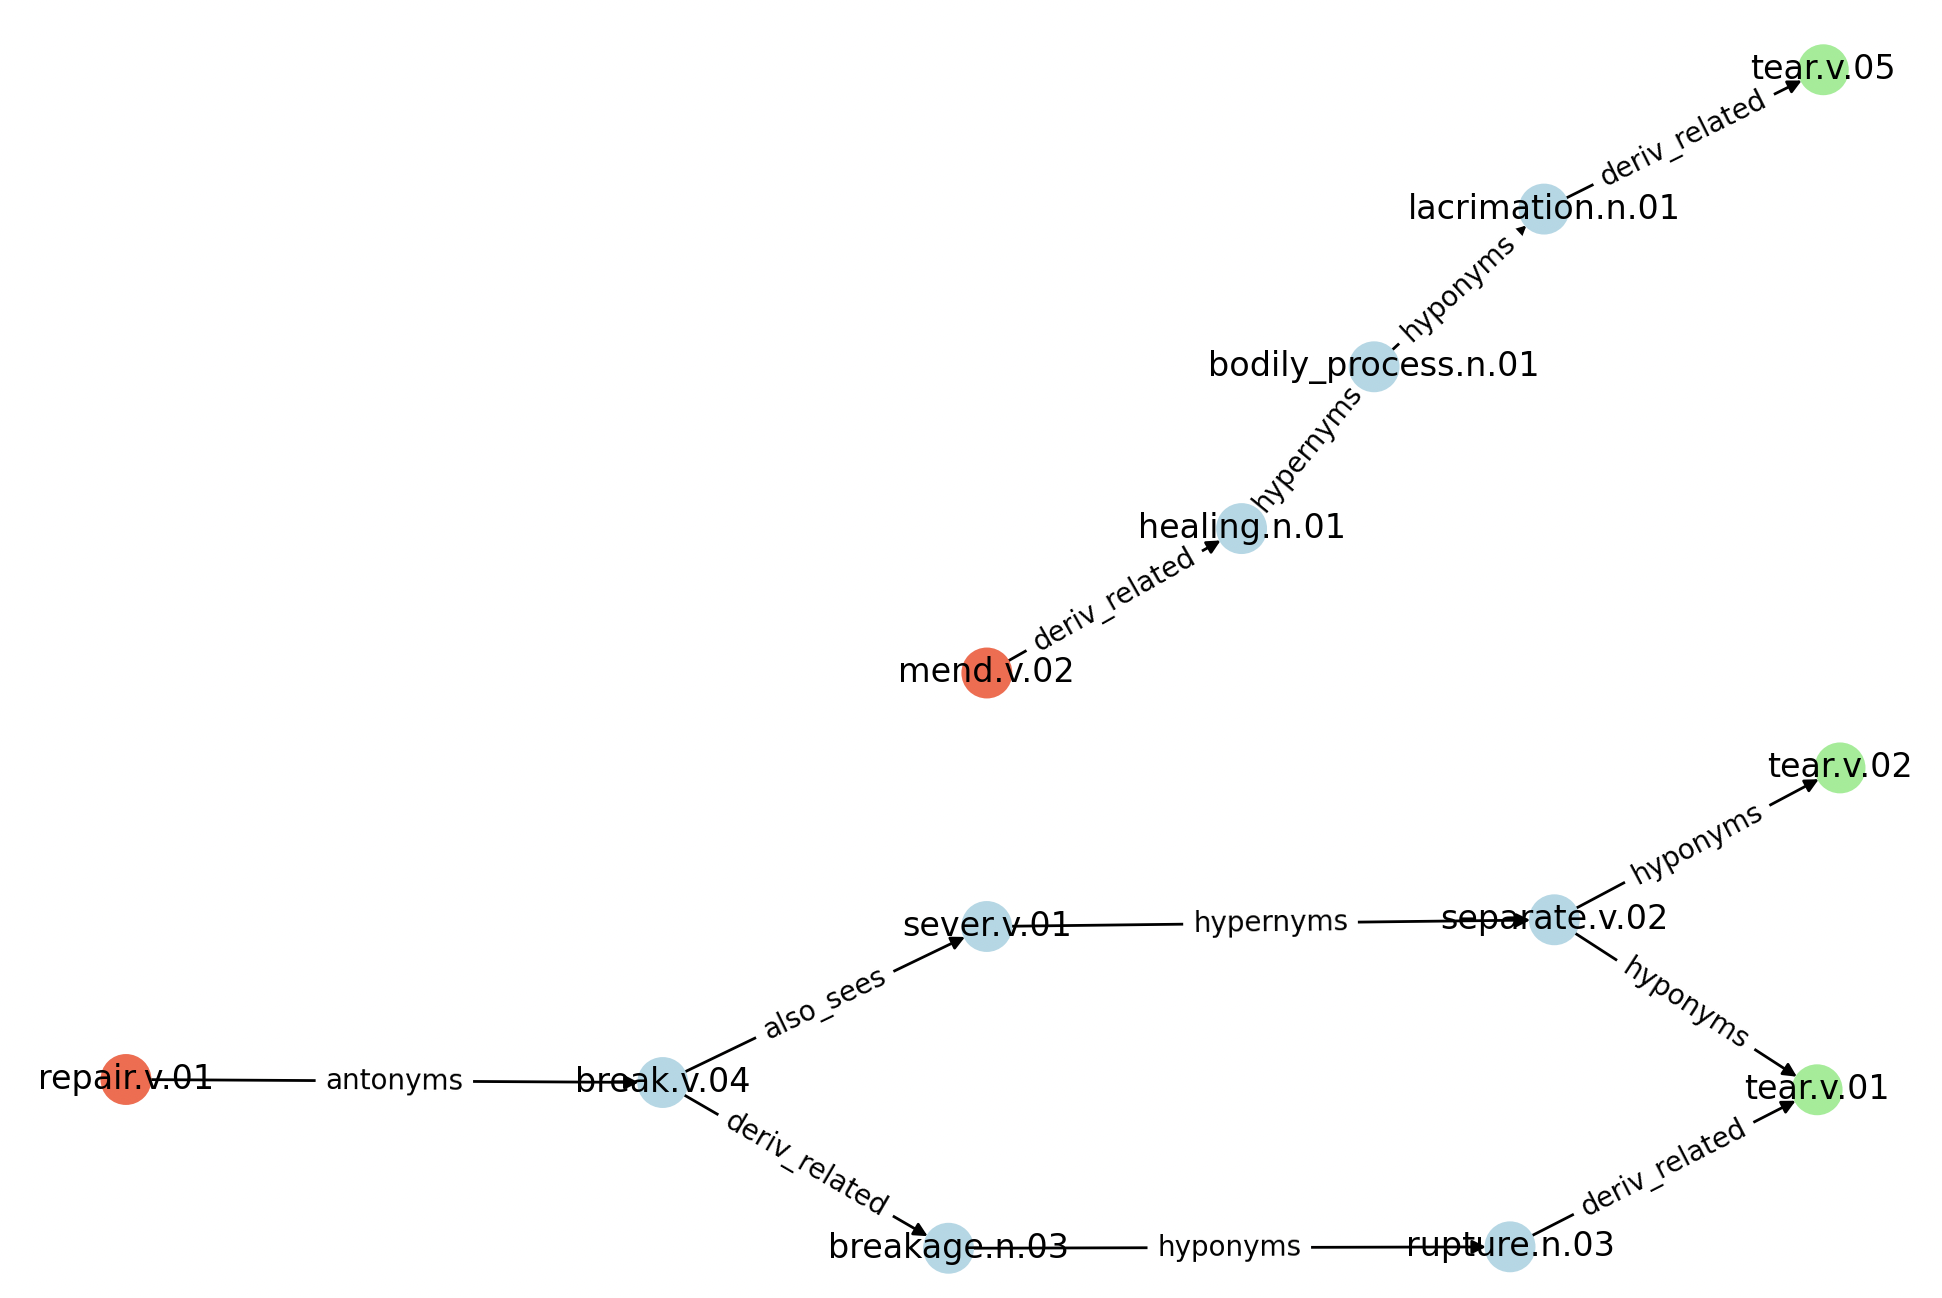 tear.v.05
deriv_related
lacrimation.n.01
hyponyms
bodily_process.n.01
hypernyms
healing.n.01
deriv_related
mend.v.02
tear.v.02
hyponyms
sever.v.01
hypernyms
separate.v.02
also_sees
hyponyms
repair.v.01
antonyms
break.v.04
tear.v.01
deriv_related
deriv_related
breakage.n.03
hyponyms
rupture.n.03